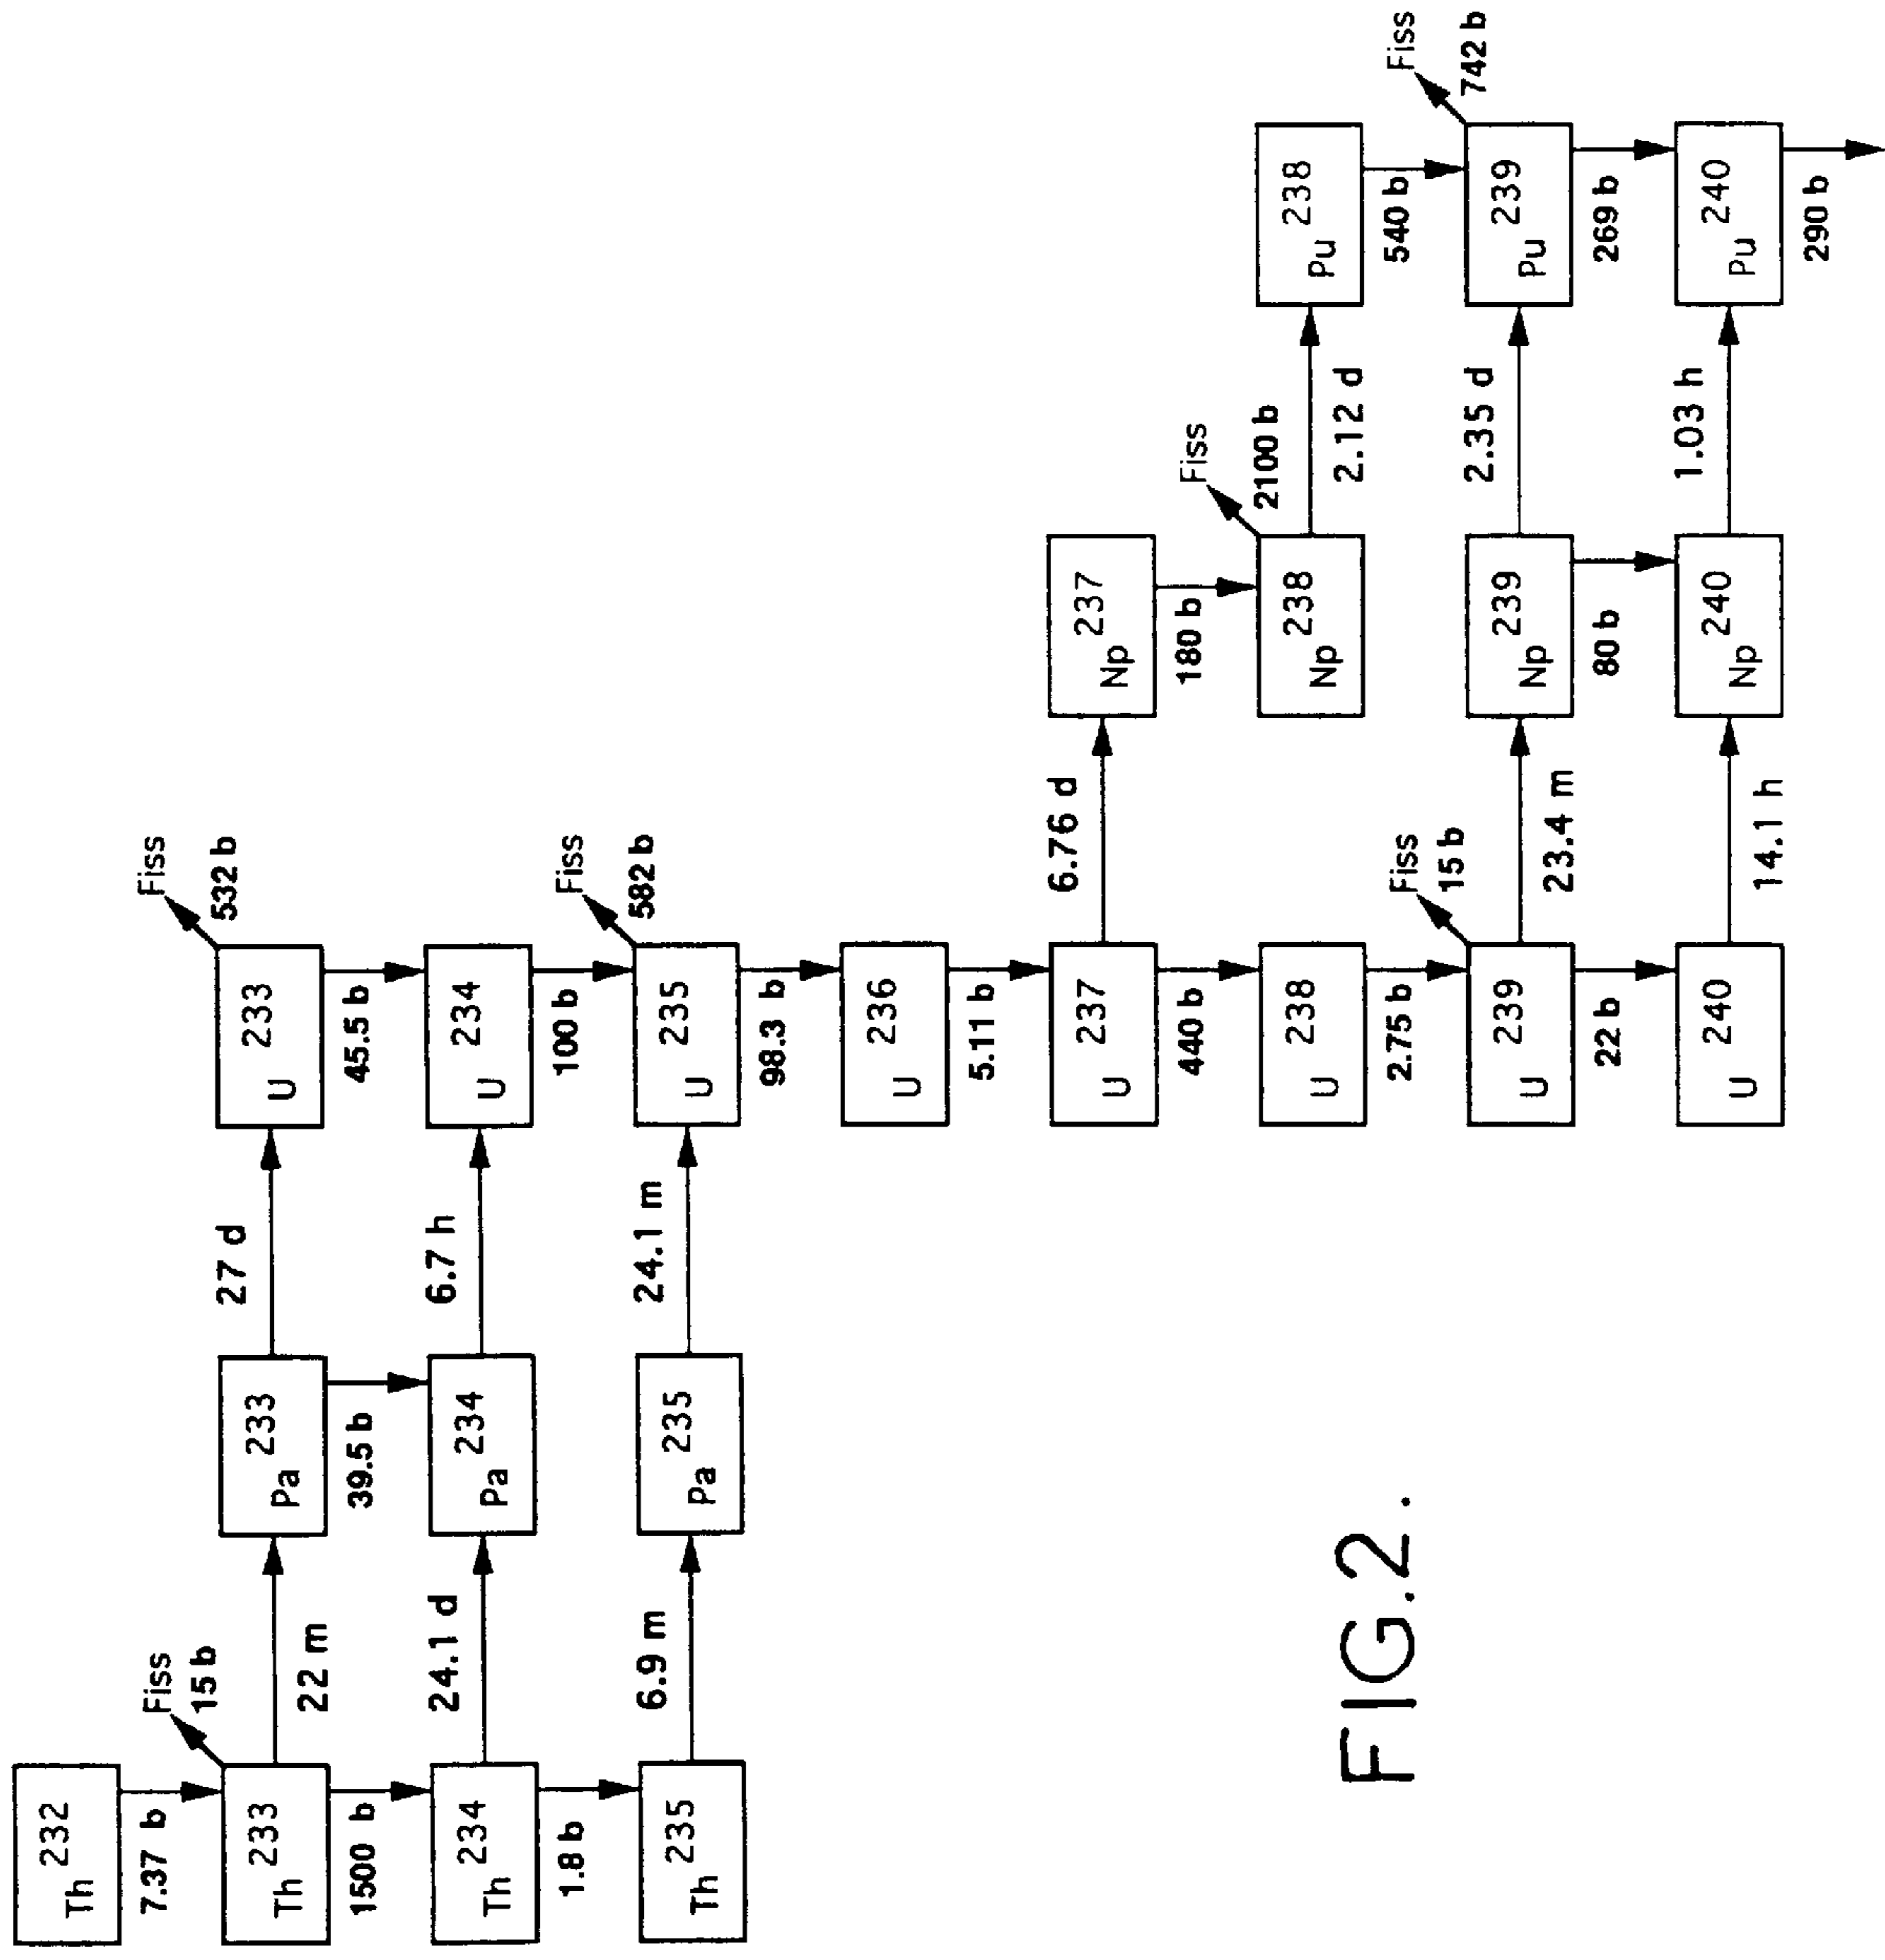 Th 232
7.37 b
Fiss
15 b
Th 233
22 m
Pa 233
27 d
U 233
Fiss
532 b
1500 b
39.5 b
45.5 b
Th 234
24.1 d
Pa 234
6.7 h
U 234
1.8 b
100 b
Th 235
6.9 m
Pa 235
24.1 m
U 235
Fiss
582 b
98.3 b
U 236
5.11 b
U 237
6.76 d
Np 237
440 b
180 b
U 238
Np 238
Fiss
2100 b
2.12 d
Pu 238
2.75 b
540 b
U 239
Fiss
15 b
23.4 m
Np 239
2.35 d
Pu 239
Fiss
742 b
22 b
80 b
269 b
U 240
14.1 h
Np 240
1.03 h
Pu 240
290 b
FIG.2.